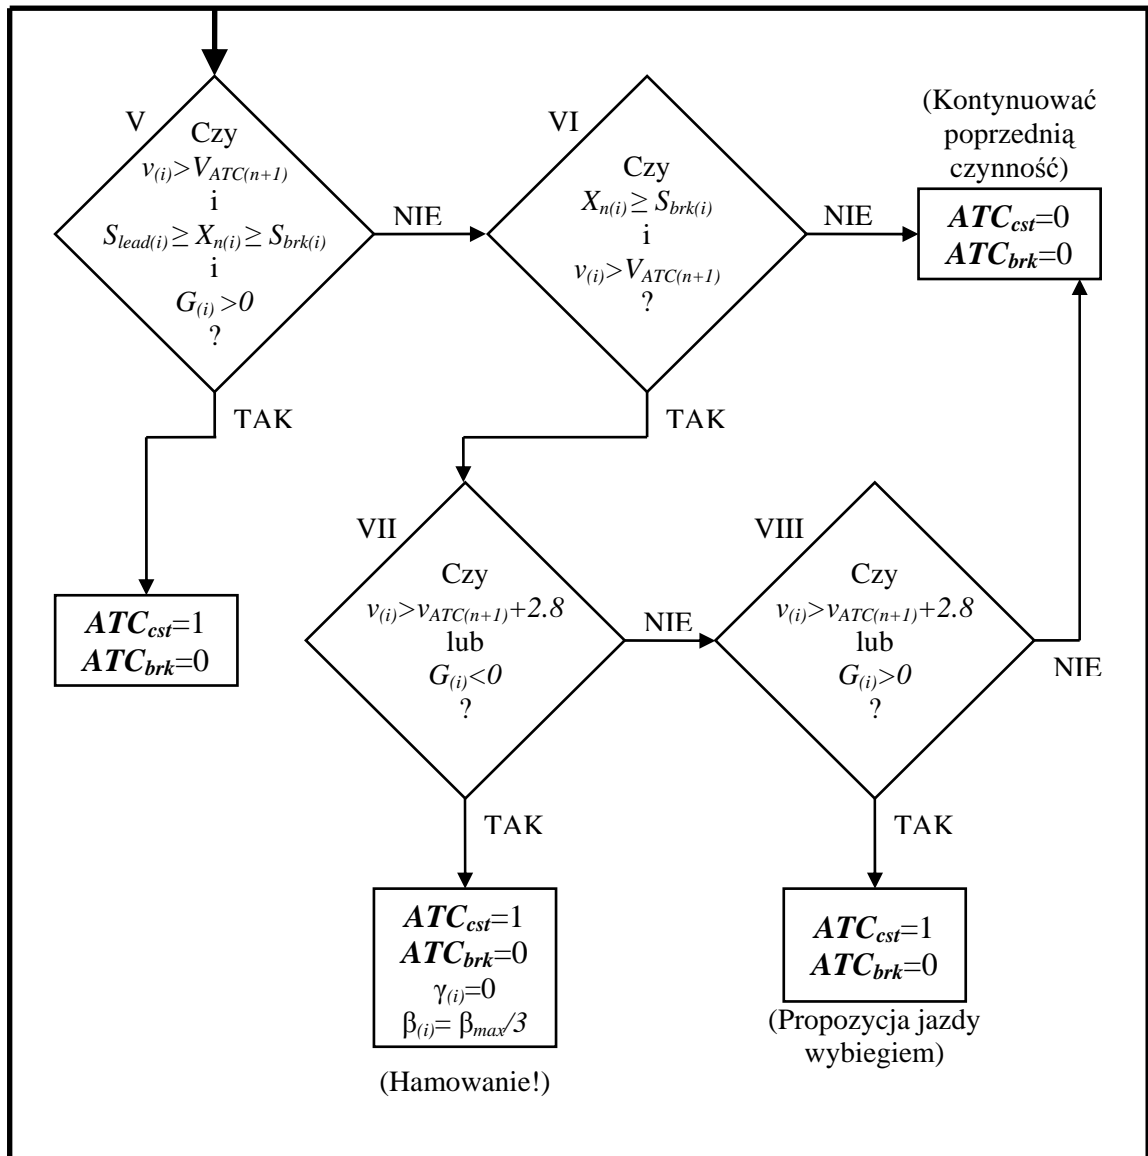 V
Czy
v(i)>VATC(n+1)
i
Slead(i)≥ Xn(i)≥ Sbrk(i)
i
G(i) >0
?
NIE
TAK
VI
Czy
Xn(i)≥ Sbrk(i)
i
v(i)>VATC(n+1)
?
NIE
TAK
(Kontynuować
poprzednią
czynność)
ATCcst=0
ATCbrk=0
ATCcst=1
ATCbrk=0
VII
Czy
v(i)>vATC(n+1)+2.8
lub
G(i)<0
?
NIE
TAK
VIII
Czy
v(i)>vATC(n+1)+2.8
lub
G(i)>0
?
NIE
TAK
ATCcst=1
ATCbrk=0
γ(i)=0
β(i)= βmax/3
(Hamowanie!)
ATCcst=1
ATCbrk=0
(Propozycja jazdy
wybiegiem)